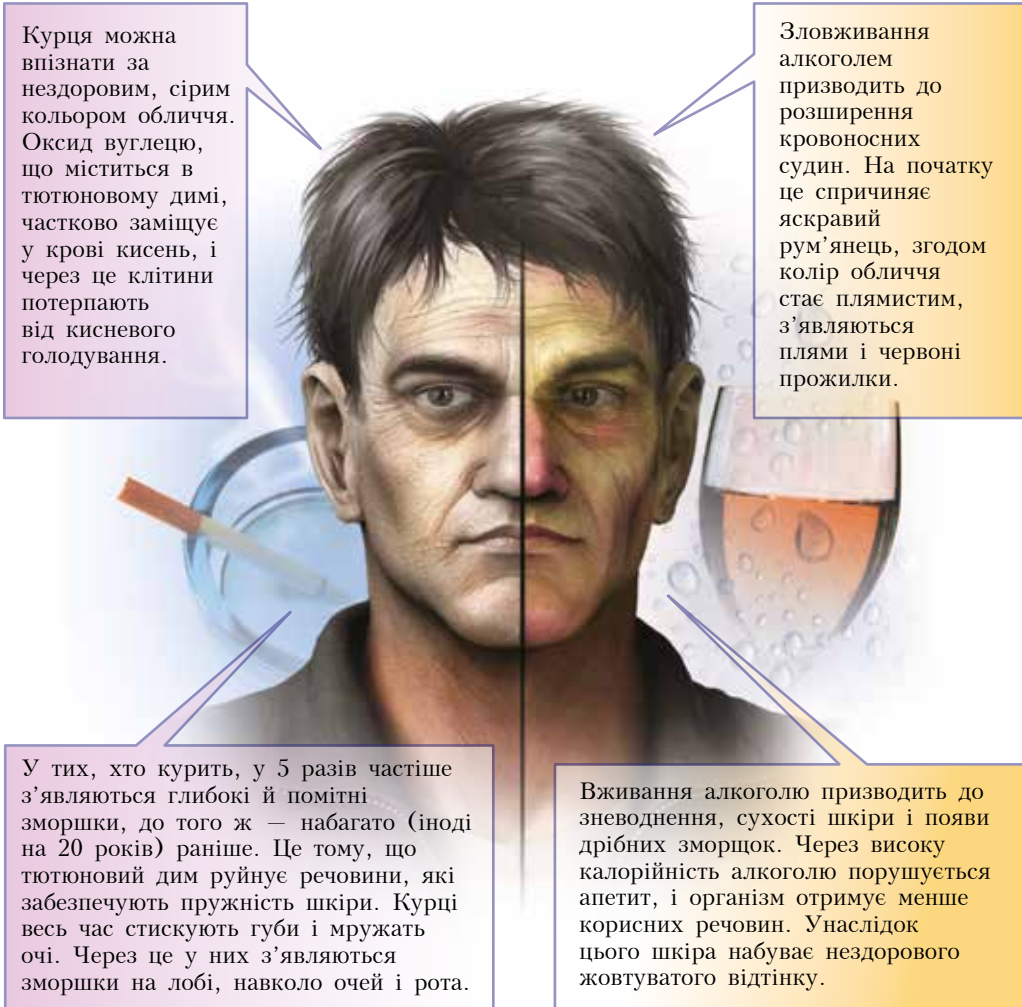 Курця можна
впізнати за
нездоровим, сірим
кольором обличчя.
Оксид вуглецю,
що міститься в
тютюновому димі,
частково заміщує
у крові кисень, і
через це клітини
потерпають
від кисневого
голодування.
Зловживання
алкоголем
призводить до
розширення
кровоносних
судин. На початку
це спричиняє
яскравий
рум’янець, згодом
колір обличчя
стає плямистим,
з’являються
плями і червоні
прожилки.
У тих, хто курить, у 5 разів частіше
з’являються глибокі й помітні
зморшки, до того ж — набагато (іноді
на 20 років) раніше. Це тому, що
тютюновий дим руйнує речовини, які
забезпечують пружність шкіри. Курці
весь час стискують губи і мружать
очі. Через це у них з’являються
зморшки на лобі, навколо очей і рота.
Вживання алкоголю призводить до
зневоднення, сухості шкіри і появи
дрібних зморщок. Через високу
калорійність алкоголю порушується
апетит, і організм отримує менше
корисних речовин. Унаслідок
цього шкіра набуває нездорового
жовтуватого відтінку.